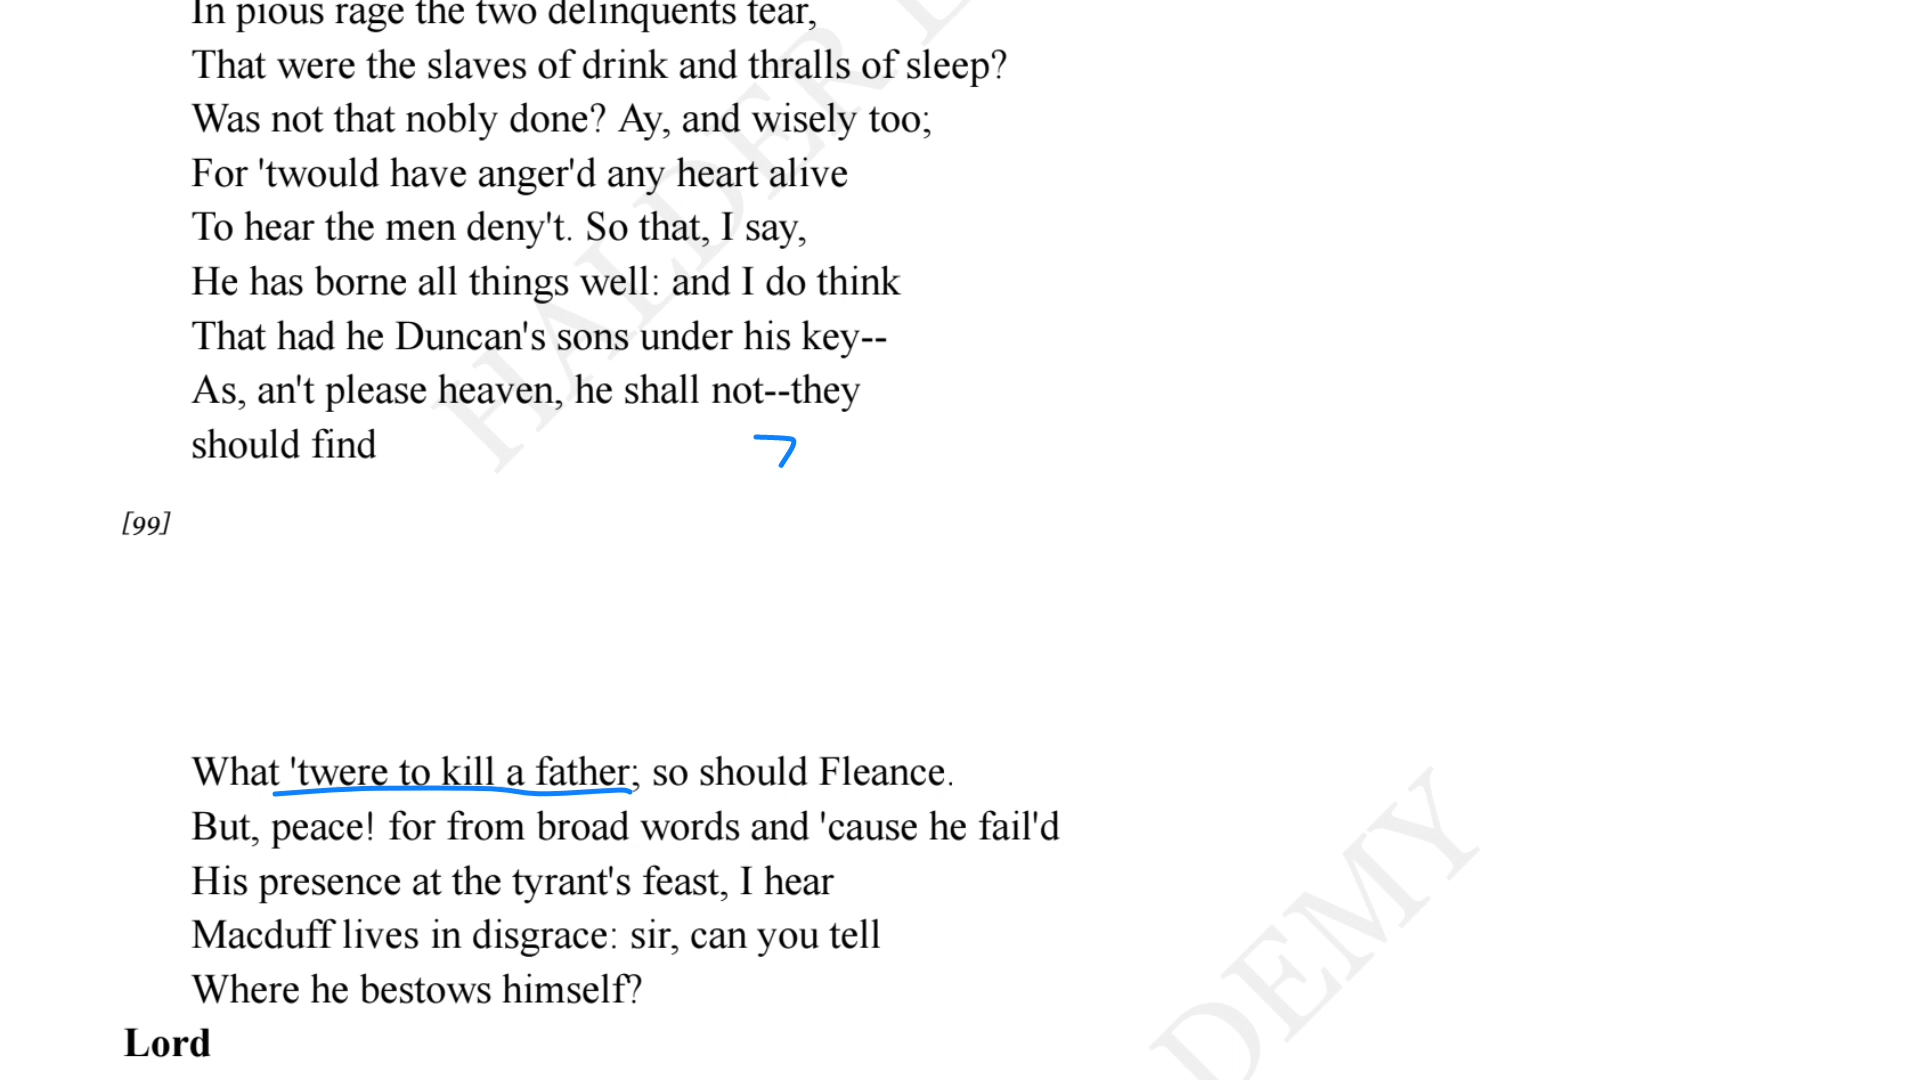 In pious rage the two delinquents tear,
That were the slaves of drink and thralls of sleep?
Was not that nobly done? Ay, and wisely too;
For 'twould have anger'd any heart alive
To hear the men deny't. So that, I say,
He has borne all things well: and I do think
That had he Duncan's sons under his key--
As, an't please heaven, he shall not--they
should find
[99]
What 'twere to kill a father; so should Fleance.
But, peace! for from broad words and 'cause he fail'd
His presence at the tyrant's feast, I hear
Macduff lives in disgrace: sir, can you tell
Where he bestows himself?
Lord
HALDER
DEMY